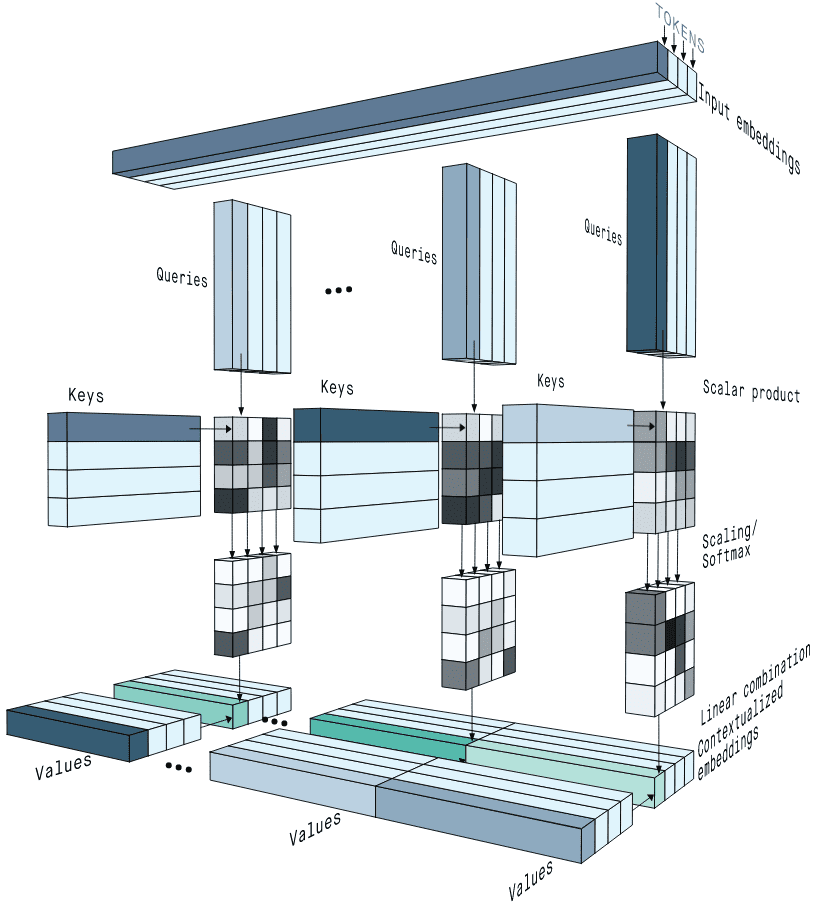 TOKENS
Input embeddings
Queries
Queries
Queries
Keys
Keys
Keys
Scalar product
Scaling/
Softmax
Linear combination
Contextualized
embeddings
Values
Values
Values